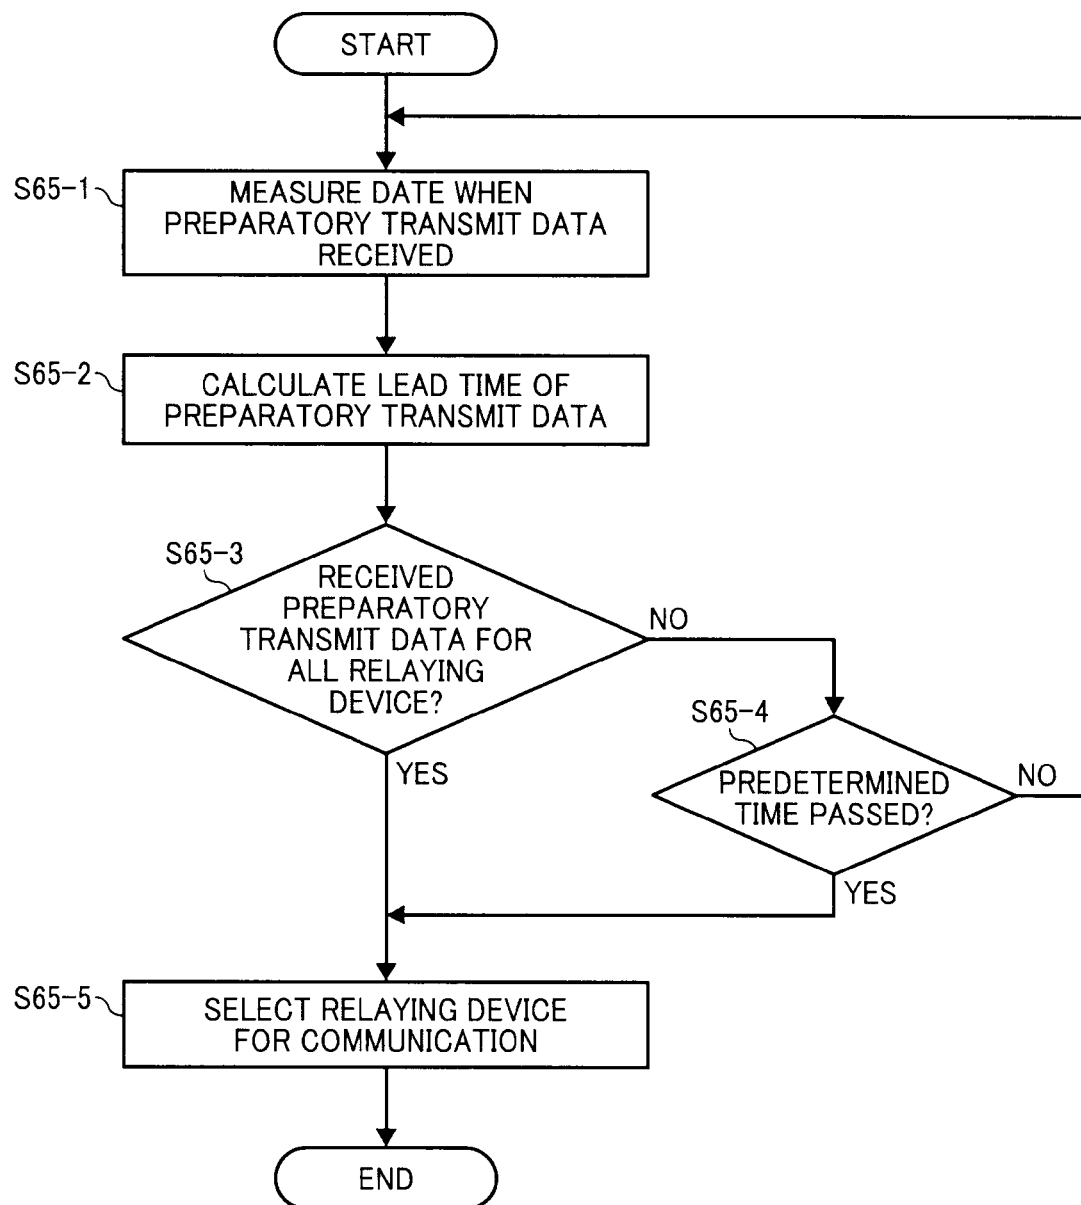 START
S65-1
MEASURE DATE WHEN
PREPARATORY TRANSMIT DATA
RECEIVED
S65-2
CALCULATE LEAD TIME OF
PREPARATORY TRANSMIT DATA
S65-3
RECEIVED
PREPARATORY
TRANSMIT DATA FOR
ALL RELAYING
DEVICE?
NO
YES
S65-4
PREDETERMINED
TIME PASSED?
NO
YES
S65-5
SELECT RELAYING DEVICE
FOR COMMUNICATION
END